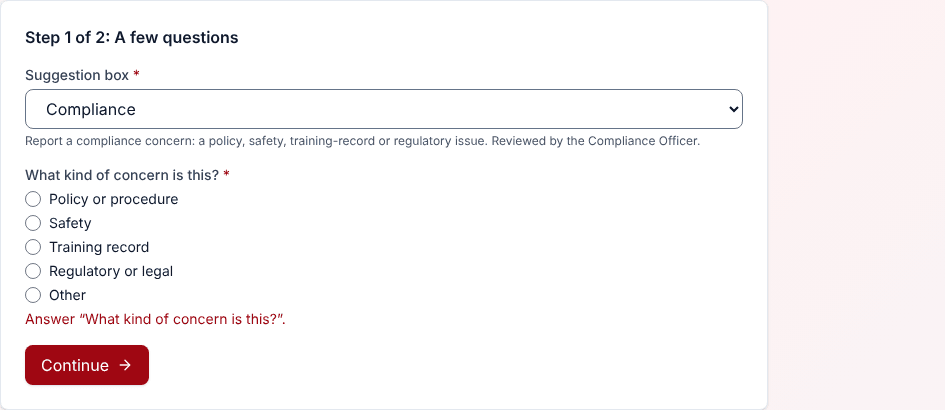 Step 1 of 2: A few questions
Suggestion box *
Compliance
Report a compliance concern: a policy, safety, training-record or regulatory issue. Reviewed by the Compliance Officer.
What kind of concern is this? *
Policy or procedure
Safety
Training record
Regulatory or legal
Other
Answer “What kind of concern is this?”.
Continue →